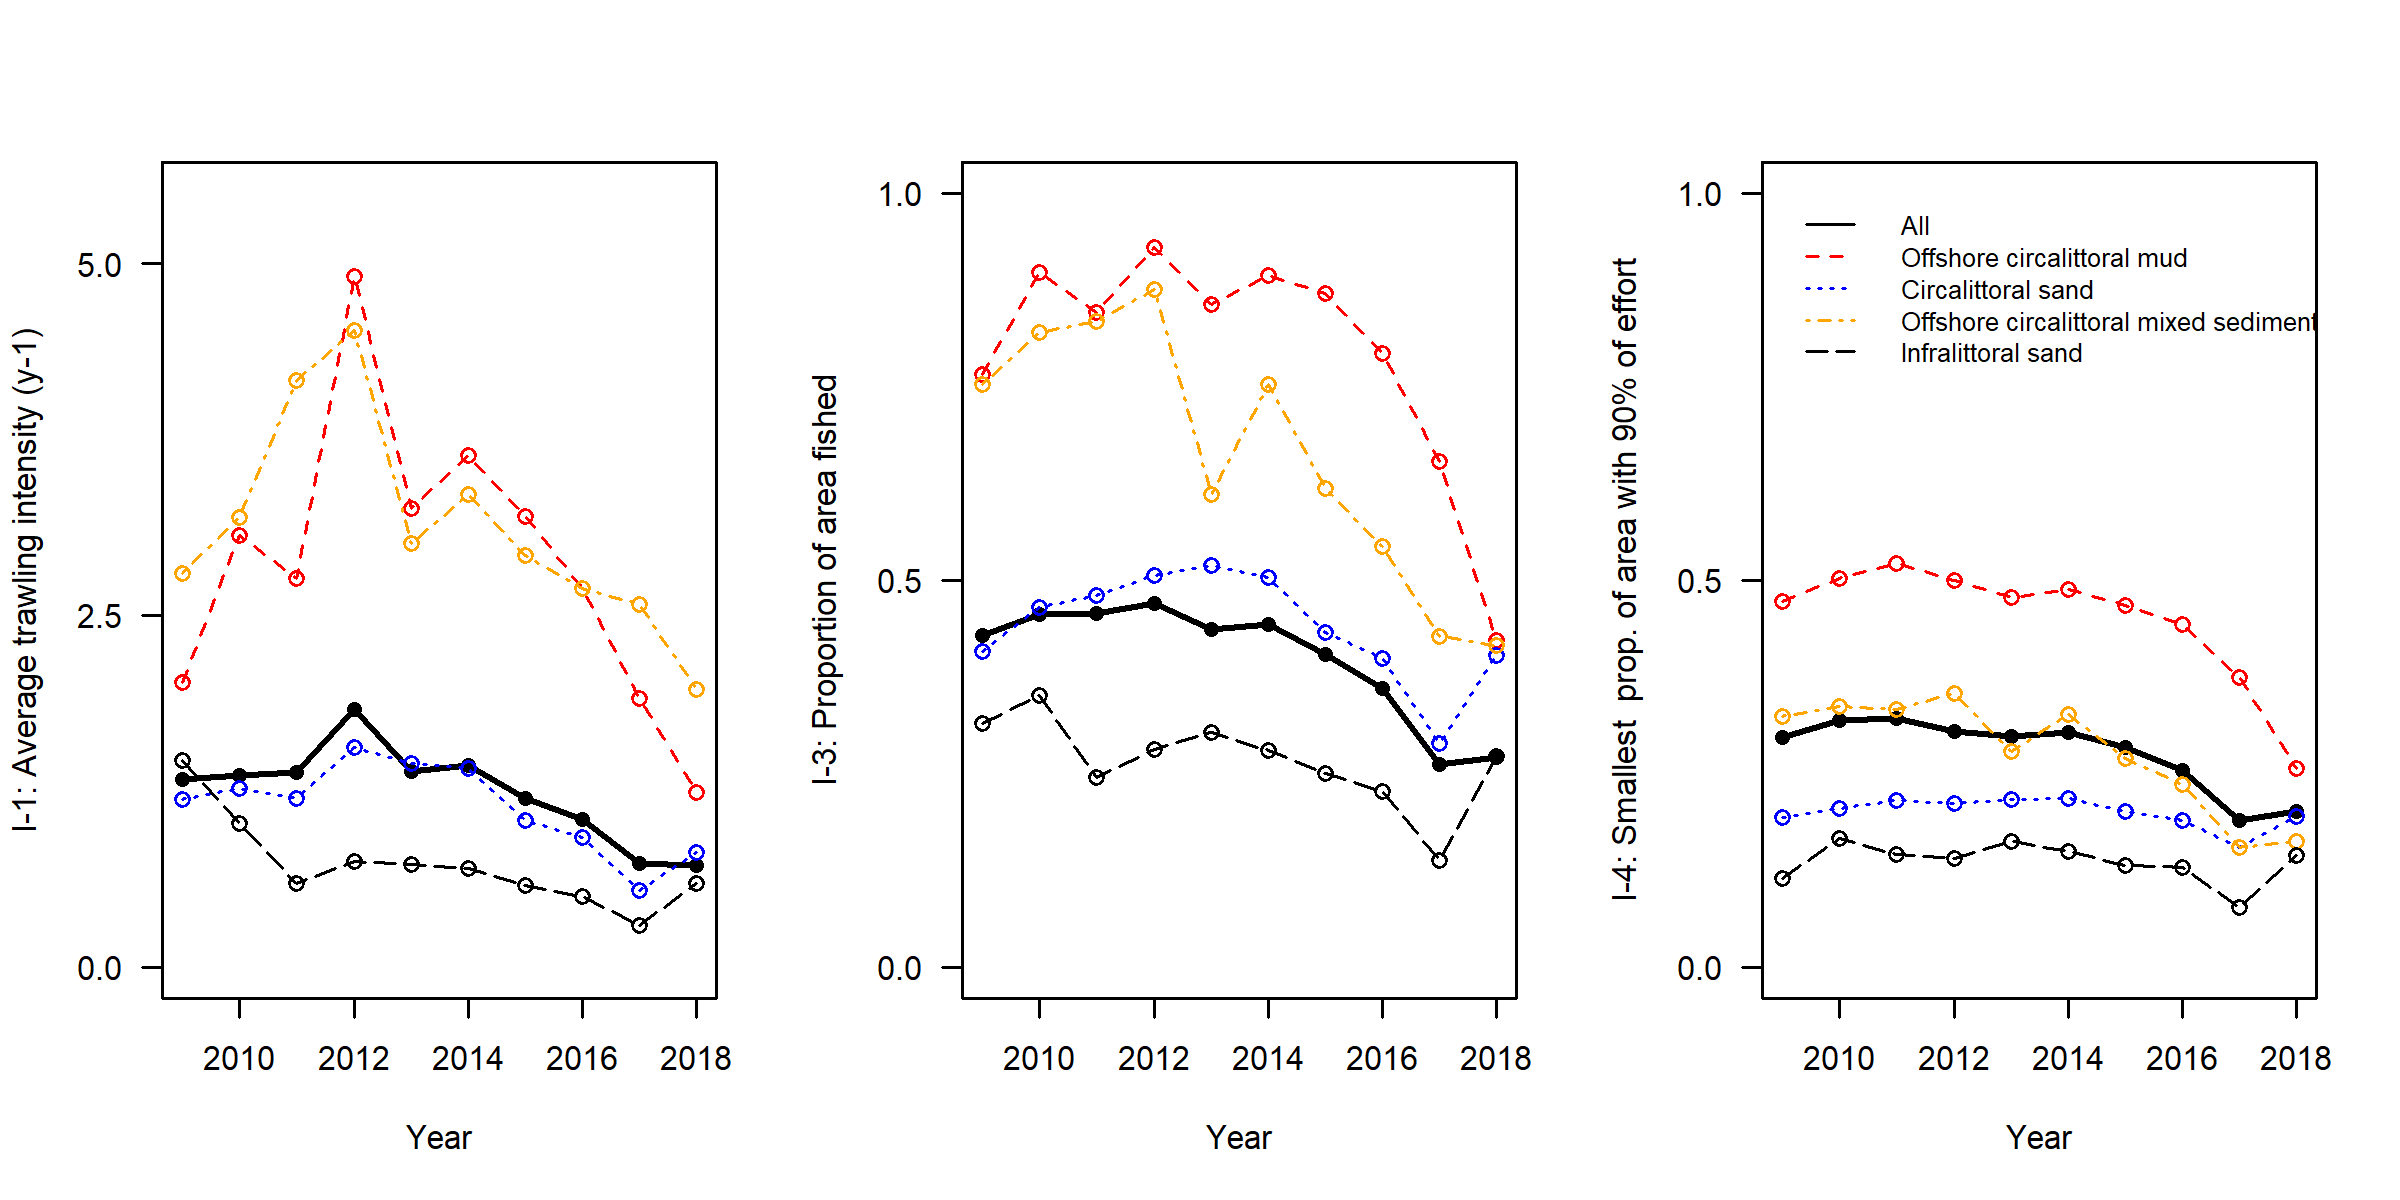 I-1: Average trawling intensity (y-1)
5.0
2.5
0.0
2010 2012 2014 2016 2018
Year
I-3: Proportion of area fished
1.0
0.5
0.0
2010 2012 2014 2016 2018
Year
I-4: Smallest prop. of area with 90% of effort
1.0
0.5
0.0
All
Offshore circalittoral mud
Circalittoral sand
Offshore circalittoral mixed sediment
Infralittoral sand
2010 2012 2014 2016 2018
Year